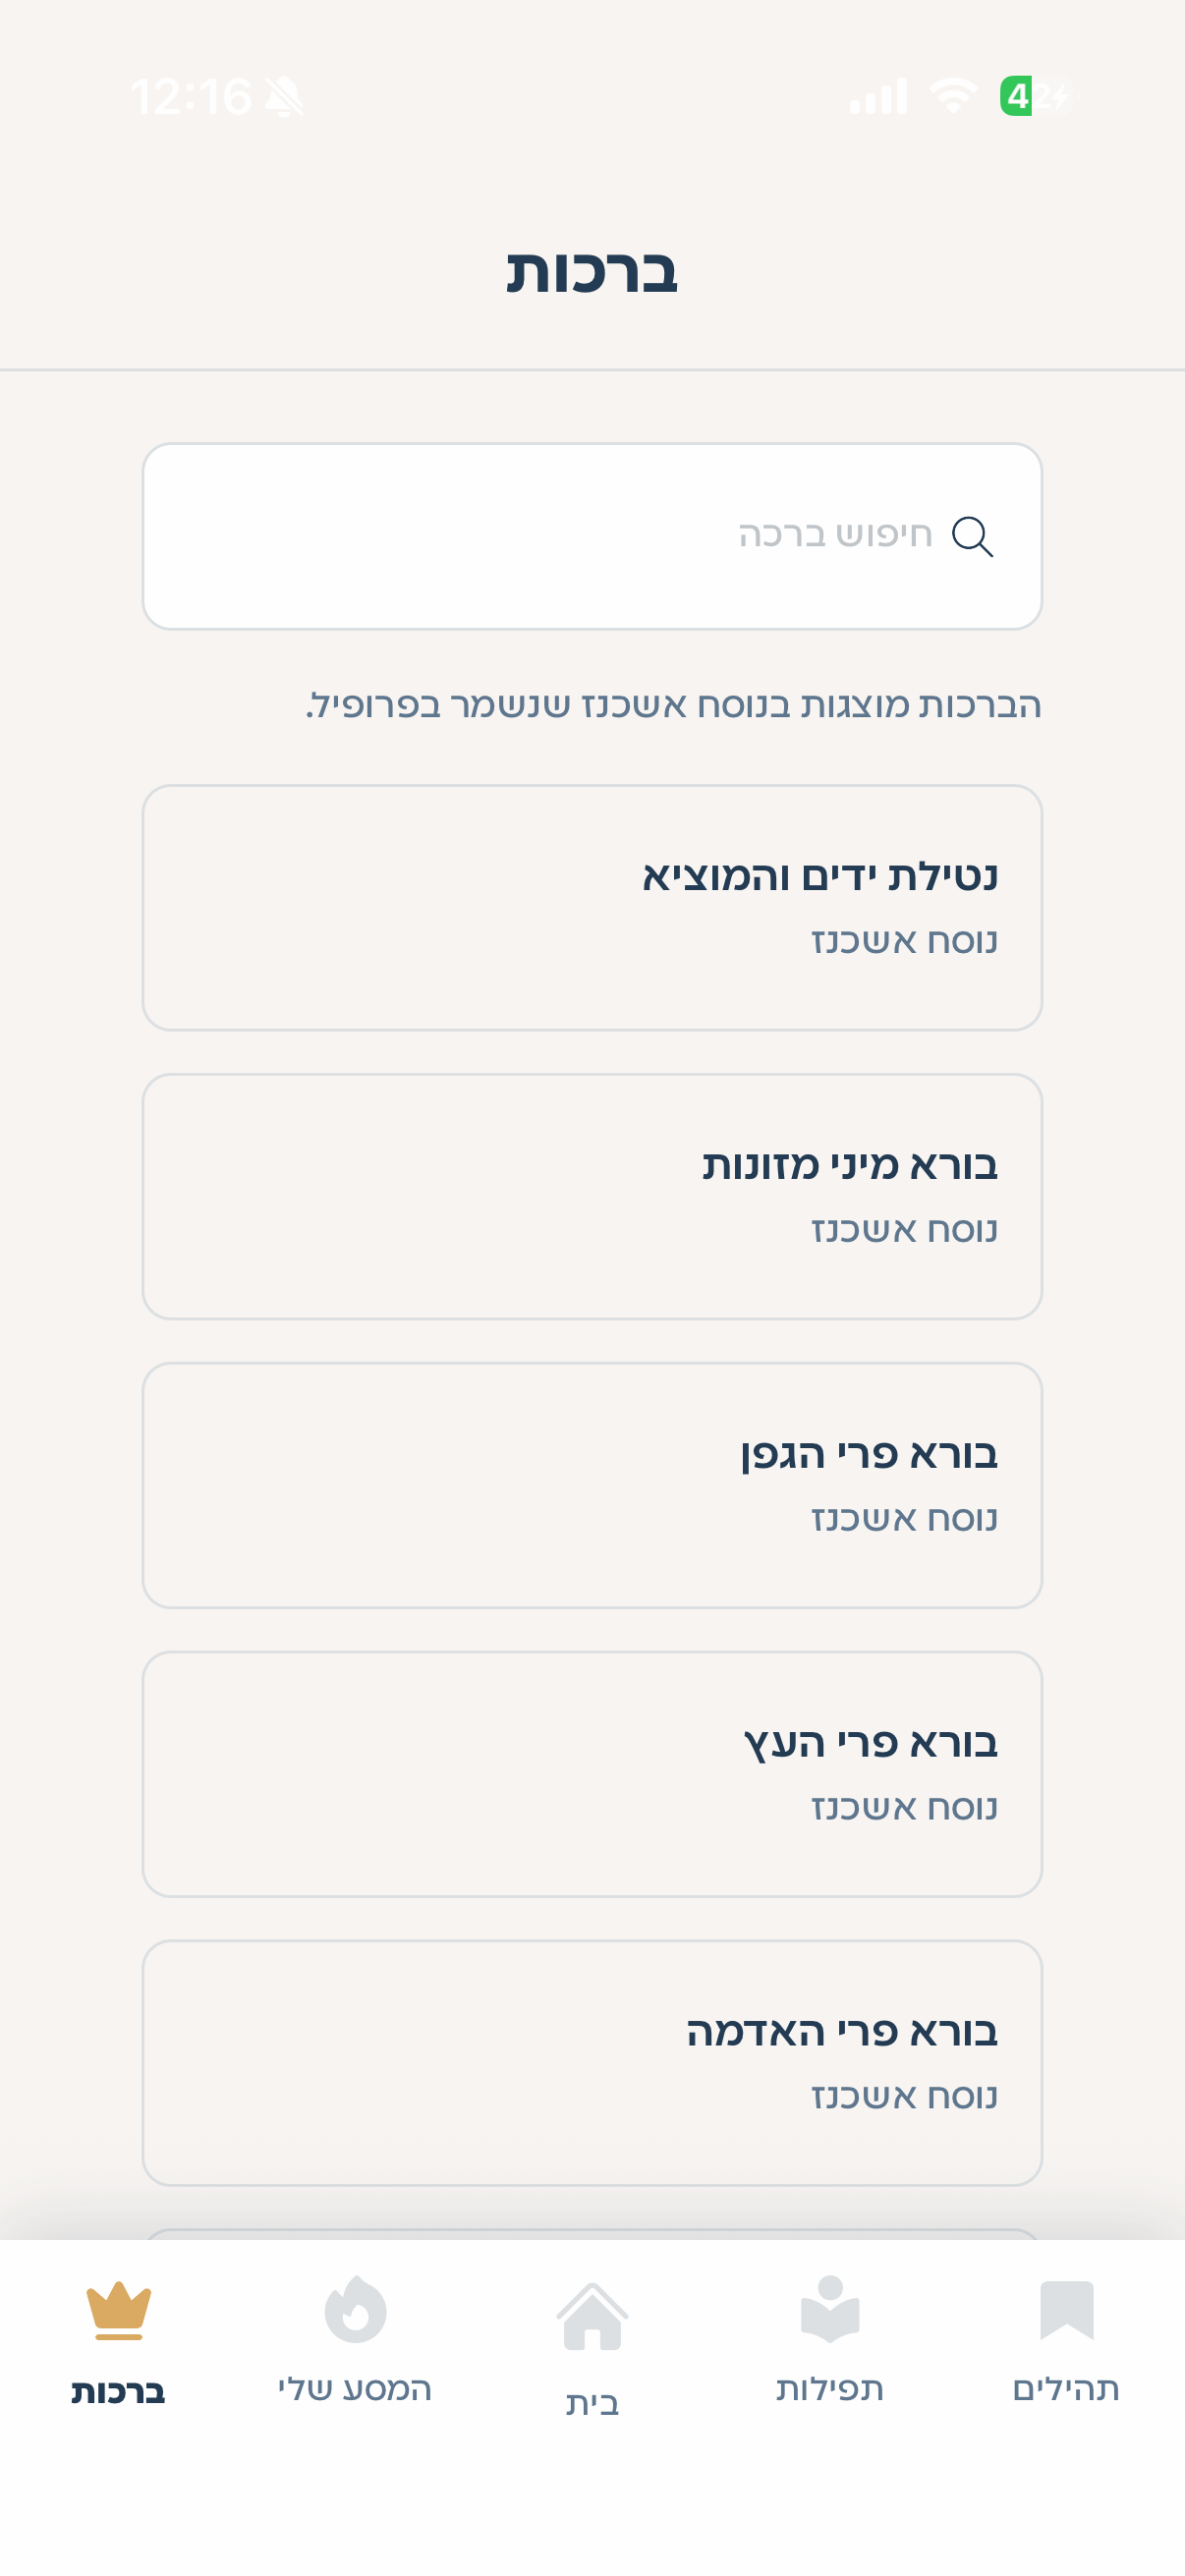 12:16
42
ברכות
חיפוש ברכה
הברכות מוצגות בנוסח אשכנז שנשמר בפרופיל.
נטילת ידים והמוציא
נוסח אשכנז
בורא מיני מזונות
נוסח אשכנז
בורא פרי הגפן
נוסח אשכנז
בורא פרי העץ
נוסח אשכנז
בורא פרי האדמה
נוסח אשכנז
תהילים
תפילות
בית
המסע שלי
ברכות